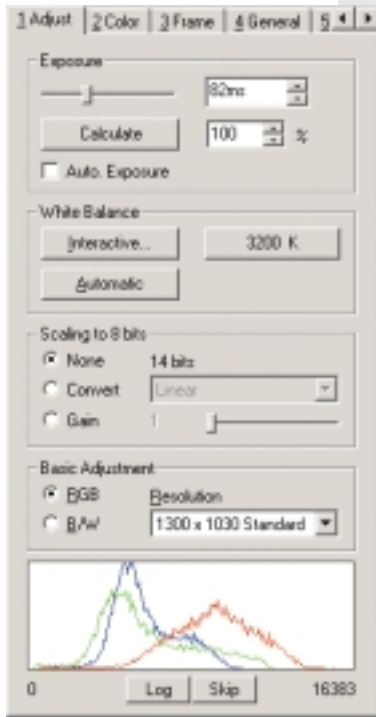 1 Adjust 2 Color 3 Frame 4 General 5
Exposure
82ms
Calculate 100 %
Auto. Exposure
White Balance
Interactive... 3200 K
Automatic
Scaling to 8 bits
None 14 bits
Convert Linear
Gain 1
Basic Adjustment
RGB Resolution
B/W 1300 x 1030 Standard
0 Log Skip 16383